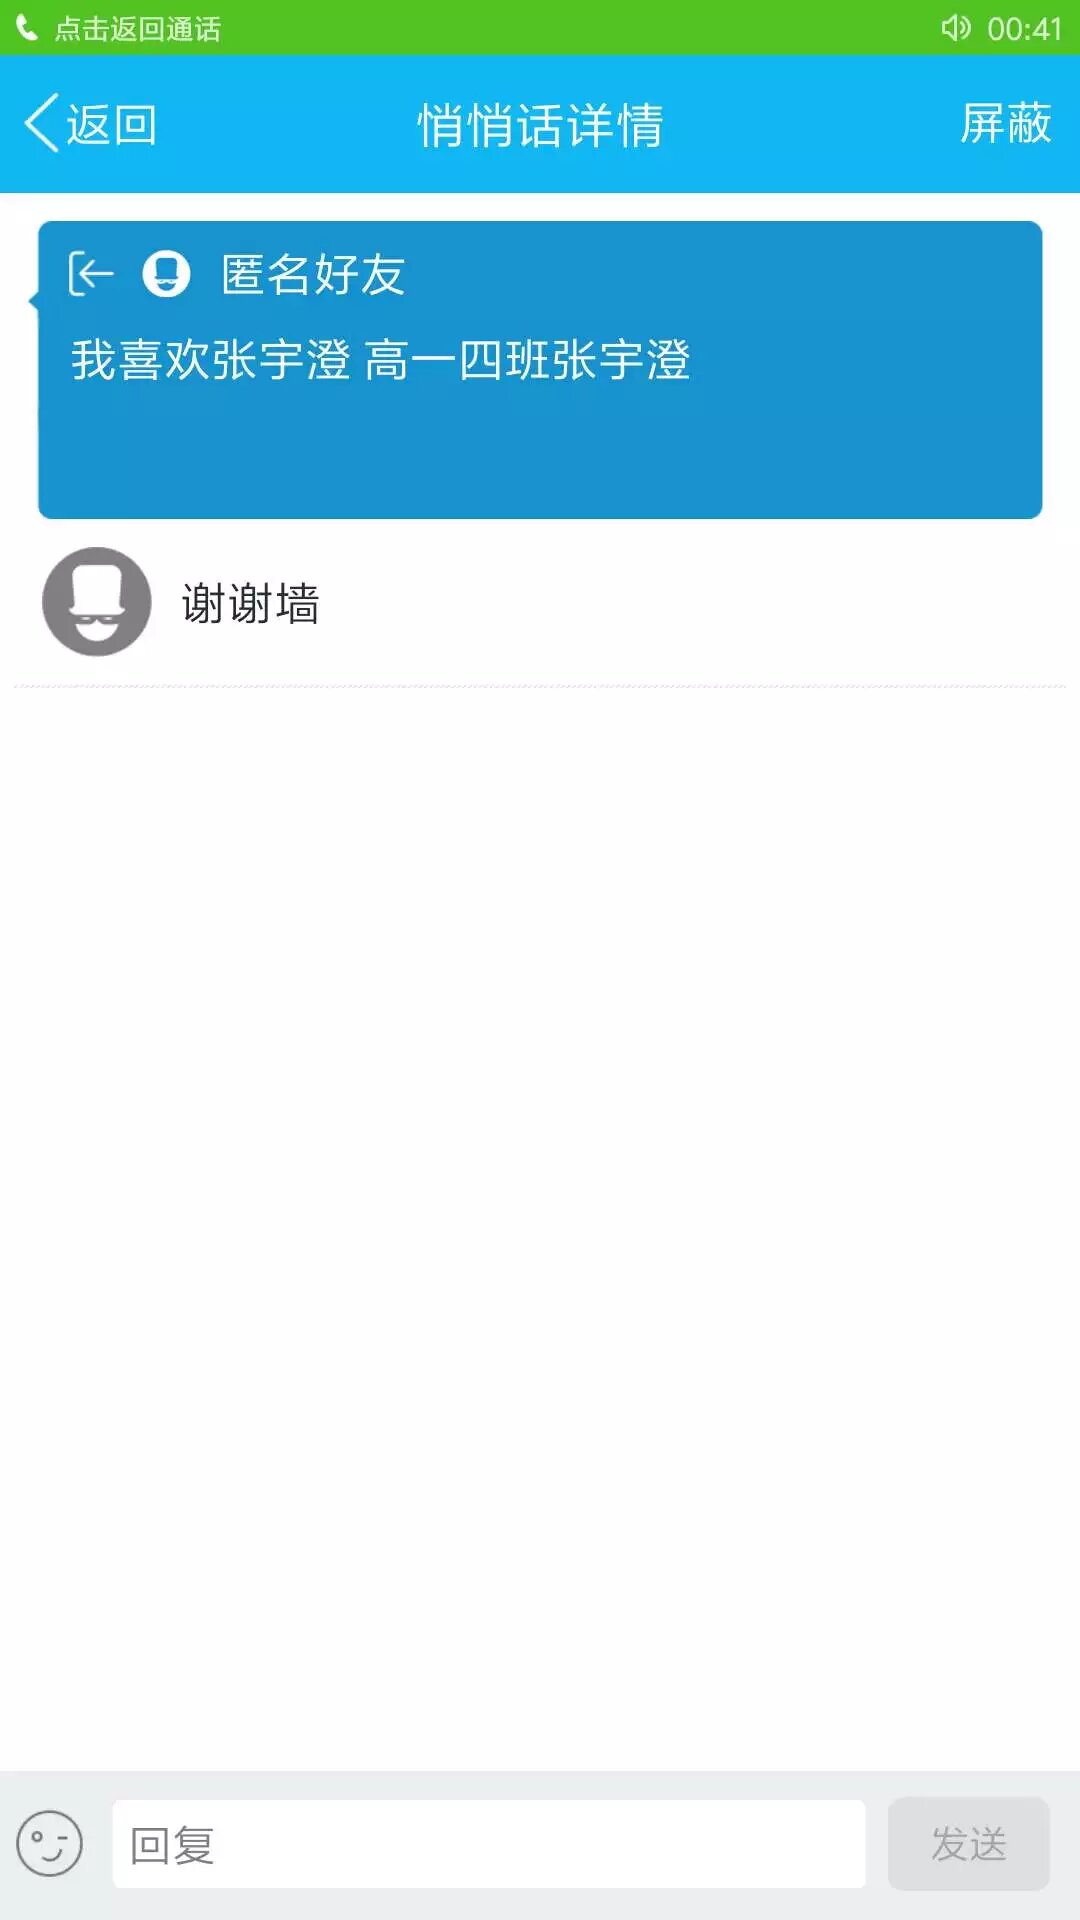 点击返回通话 00:41
返回 悄悄话详情 屏蔽
匿名好友
我喜欢张宇澄 高一四班张宇澄
谢谢墙
回复 发送